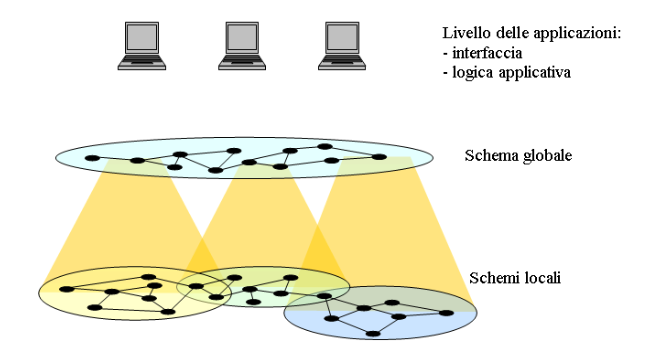 Livello delle applicazioni:
- interfaccia
- logica applicativa
Schema globale
Schemi locali